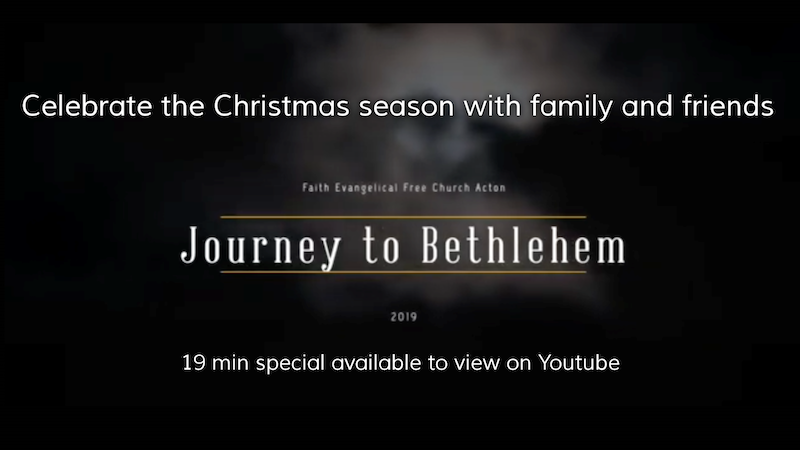 Celebrate the Christmas season with family and friends
Faith Evangelical Free Church Acton
Journey to Bethlehem
2019
19 min special available to view on Youtube